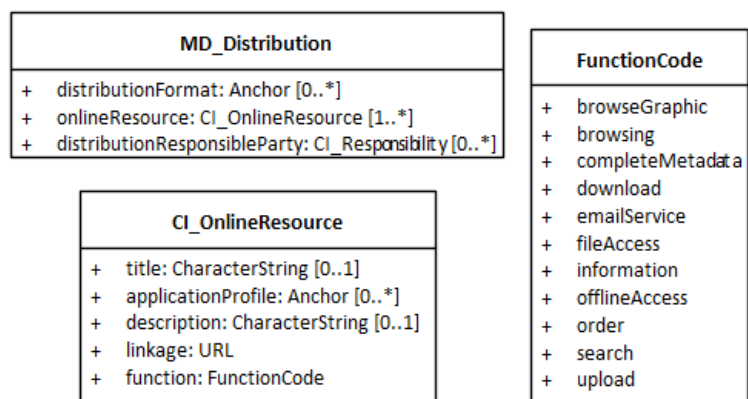 MD_Distribution
+ distributionFormat: Anchor [0..*]
+ onlineResource: CI_OnlineResource [1..*]
+ distributionResponsibleParty: CI_Responsibility [0..*]
CI_OnlineResource
+ title: CharacterString [0..1]
+ applicationProfile: Anchor [0..*]
+ description: CharacterString [0..1]
+ linkage: URL
+ function: FunctionCode
FunctionCode
+ browseGraphic
+ browsing
+ completeMetadata
+ download
+ emailService
+ fileAccess
+ information
+ offlineAccess
+ order
+ search
+ upload